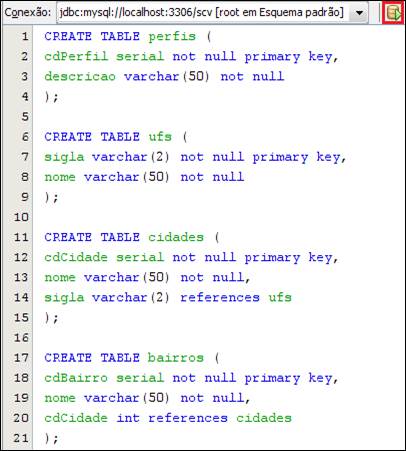 Conexão: jdbc:mysql://localhost:3306/scv [root em Esquema padrão]
1 CREATE TABLE perfis (
2 cdPerfil serial not null primary key,
3 descricao varchar(50) not null
4 );
5
6 CREATE TABLE ufs (
7 sigla varchar(2) not null primary key,
8 nome varchar(50) not null
9 );
10
11 CREATE TABLE cidades (
12 cdCidade serial not null primary key,
13 nome varchar(50) not null,
14 sigla varchar(2) references ufs
15 );
16
17 CREATE TABLE bairros (
18 cdBairro serial not null primary key,
19 nome varchar(50) not null,
20 cdCidade int references cidades
21 );